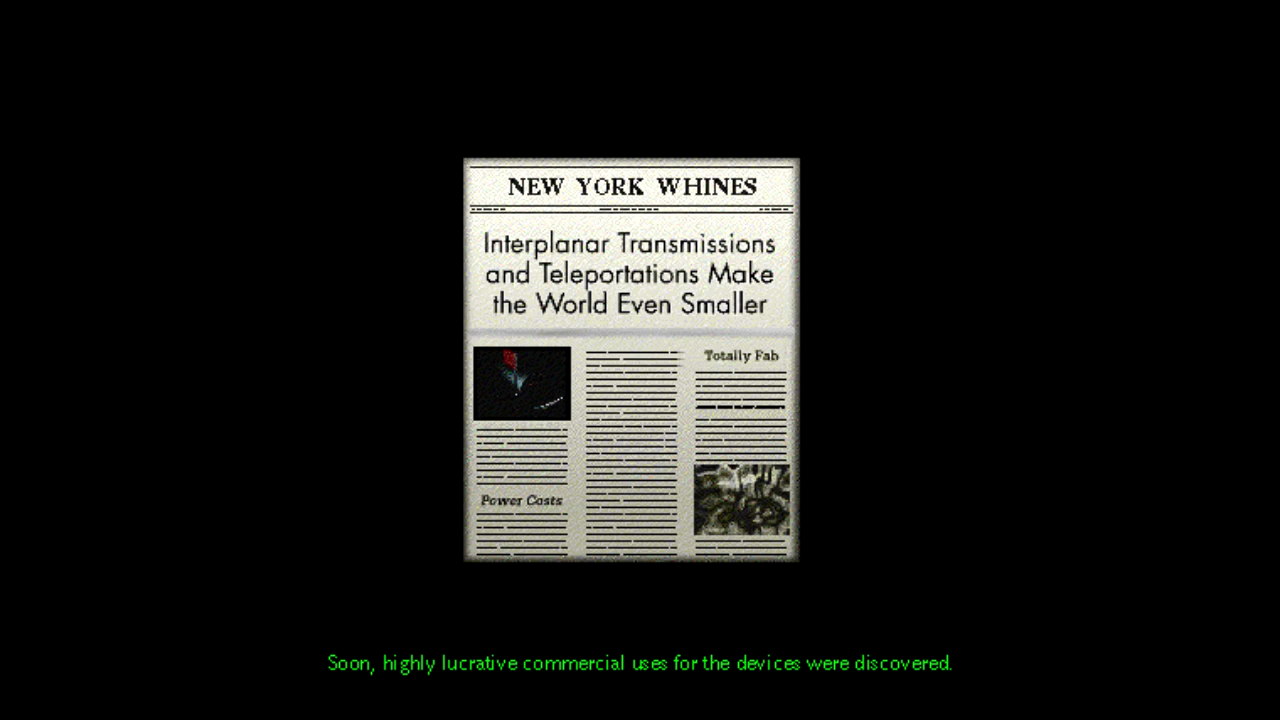 NEW YORK WHINES
Interplanar Transmissions
and Teleportations Make
the World Even Smaller
Totally Fab
Power Costs
Soon, highly lucrative commercial uses for the devices were discovered.